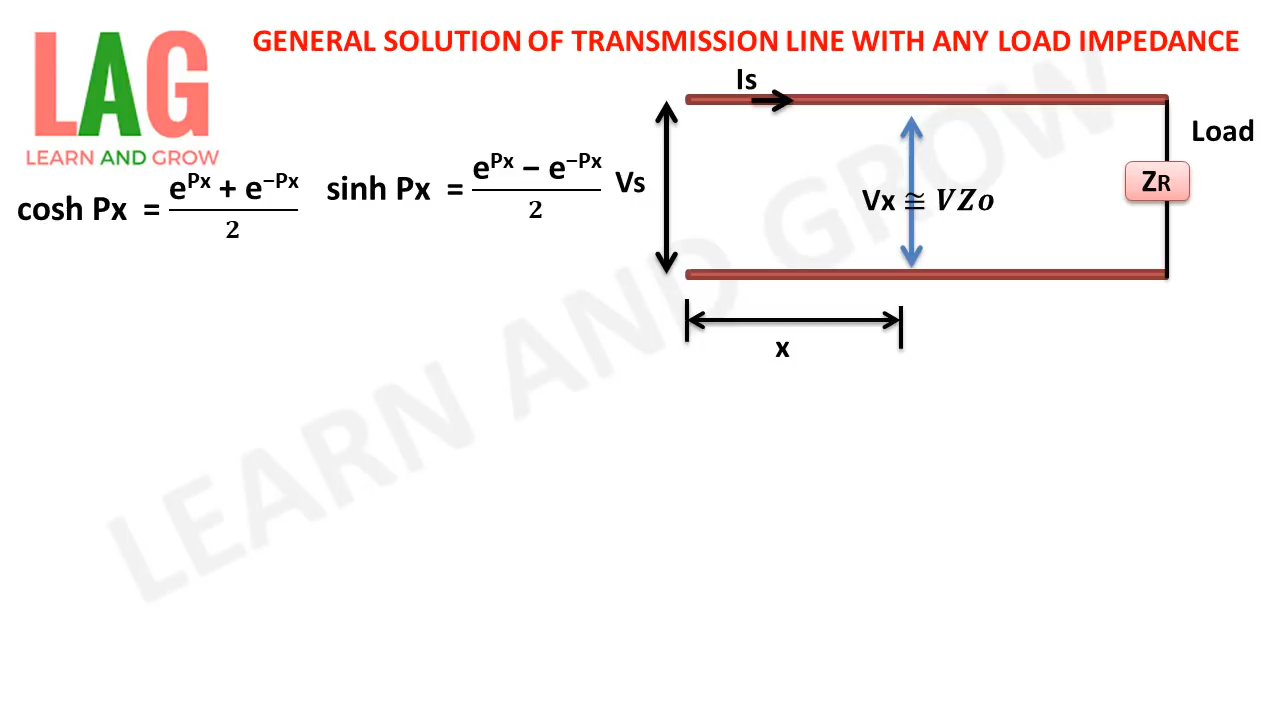 LAG
LEARN AND GROW
GENERAL SOLUTION OF TRANSMISSION LINE WITH ANY LOAD IMPEDANCE
cosh Px = (e^Px + e^−Px)/2
sinh Px = (e^Px − e^−Px)/2
Is
Vs
Vx ≅ VZo
Load
ZR
x
LEARN AND GROW